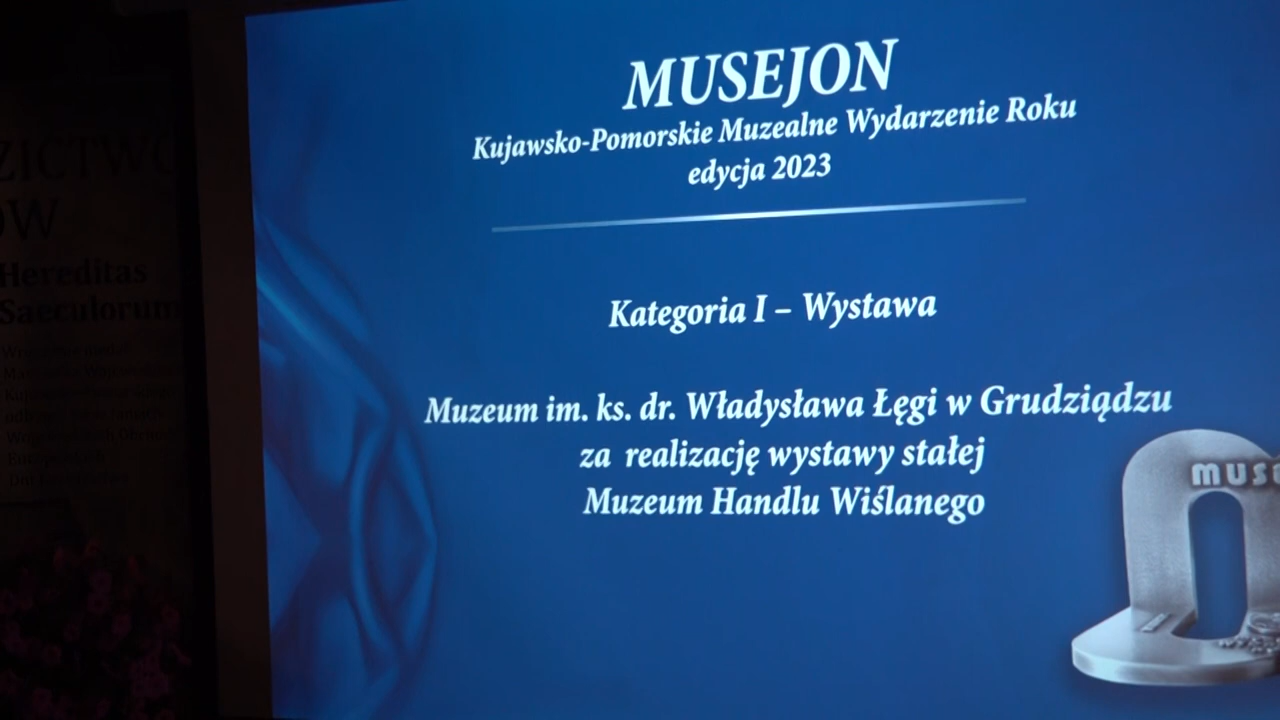 MUSEJON
Kujawsko-Pomorskie Muzealne Wydarzenie Roku
edycja 2023
Kategoria I – Wystawa
Muzeum im. ks. dr. Władysława Łęgi w Grudziądzu
za realizację wystawy stałej
Muzeum Handlu Wiślanego
Hereditas
Saeculorum